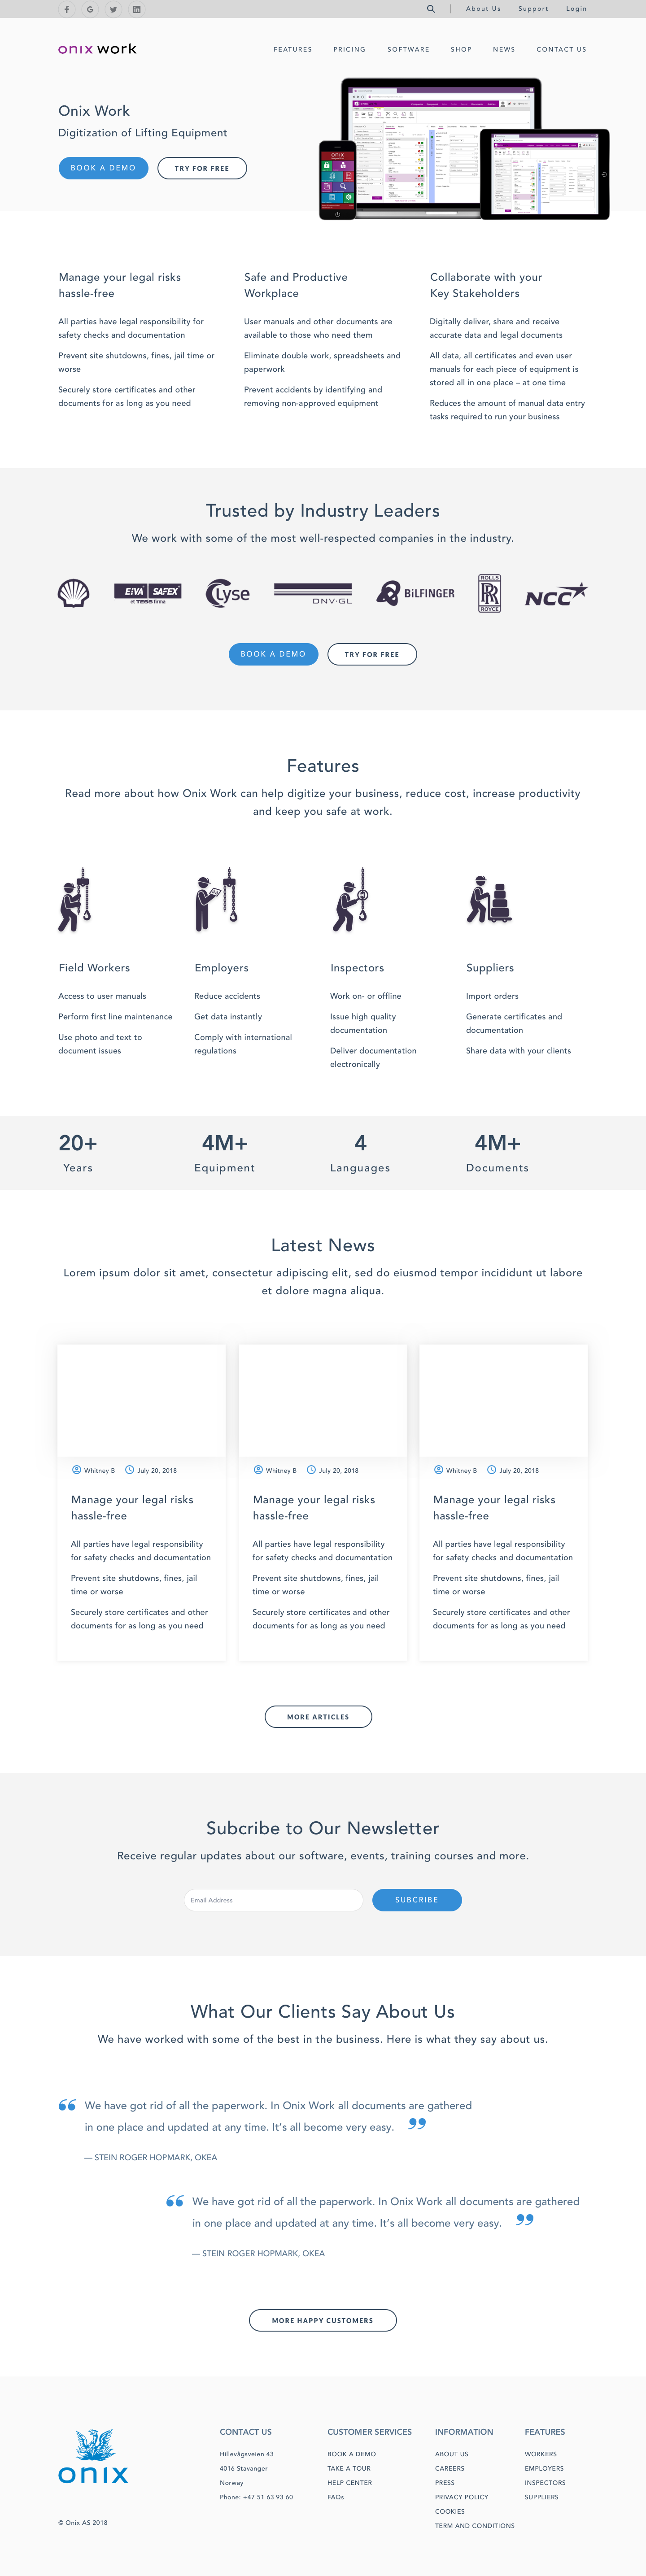 About Us Support Login
onix work
FEATURES PRICING SOFTWARE SHOP NEWS CONTACT US
Onix Work
Digitization of Lifting Equipment
BOOK A DEMO TRY FOR FREE
Manage your legal risks
hassle-free
All parties have legal responsibility for
safety checks and documentation
Prevent site shutdowns, fines, jail time or
worse
Securely store certificates and other
documents for as long as you need
Safe and Productive
Workplace
User manuals and other documents are
available to those who need them
Eliminate double work, spreadsheets and
paperwork
Prevent accidents by identifying and
removing non-approved equipment
Collaborate with your
Key Stakeholders
Digitally deliver, share and receive
accurate data and legal documents
All data, all certificates and even user
manuals for each piece of equipment is
stored all in one place – at one time
Reduces the amount of manual data entry
tasks required to run your business
Trusted by Industry Leaders
We work with some of the most well-respected companies in the industry.
EIVA SAFEX
et TESS firma
Lyse
DNV·GL
BILFINGER
ROLLS
RR
ROYCE
NCC
BOOK A DEMO TRY FOR FREE
Features
Read more about how Onix Work can help digitize your business, reduce cost, increase productivity
and keep you safe at work.
Field Workers
Access to user manuals
Perform first line maintenance
Use photo and text to
document issues
Employers
Reduce accidents
Get data instantly
Comply with international
regulations
Inspectors
Work on- or offline
Issue high quality
documentation
Deliver documentation
electronically
Suppliers
Import orders
Generate certificates and
documentation
Share data with your clients
20+ 4M+ 4 4M+
Years Equipment Languages Documents
Latest News
Lorem ipsum dolor sit amet, consectetur adipiscing elit, sed do eiusmod tempor incididunt ut labore
et dolore magna aliqua.
Whitney B July 20, 2018
Manage your legal risks
hassle-free
All parties have legal responsibility
for safety checks and documentation
Prevent site shutdowns, fines, jail
time or worse
Securely store certificates and other
documents for as long as you need
Whitney B July 20, 2018
Manage your legal risks
hassle-free
All parties have legal responsibility
for safety checks and documentation
Prevent site shutdowns, fines, jail
time or worse
Securely store certificates and other
documents for as long as you need
Whitney B July 20, 2018
Manage your legal risks
hassle-free
All parties have legal responsibility
for safety checks and documentation
Prevent site shutdowns, fines, jail
time or worse
Securely store certificates and other
documents for as long as you need
MORE ARTICLES
Subcribe to Our Newsletter
Receive regular updates about our software, events, training courses and more.
Email Address SUBCRIBE
What Our Clients Say About Us
We have worked with some of the best in the business. Here is what they say about us.
“ We have got rid of all the paperwork. In Onix Work all documents are gathered
in one place and updated at any time. It’s all become very easy. ”
— STEIN ROGER HOPMARK, OKEA
“ We have got rid of all the paperwork. In Onix Work all documents are gathered
in one place and updated at any time. It’s all become very easy. ”
— STEIN ROGER HOPMARK, OKEA
MORE HAPPY CUSTOMERS
onix
© Onix AS 2018
CONTACT US
Hillevågsveien 43
4016 Stavanger
Norway
Phone: +47 51 63 93 60
CUSTOMER SERVICES
BOOK A DEMO
TAKE A TOUR
HELP CENTER
FAQs
INFORMATION
ABOUT US
CAREERS
PRESS
PRIVACY POLICY
COOKIES
TERM AND CONDITIONS
FEATURES
WORKERS
EMPLOYERS
INSPECTORS
SUPPLIERS